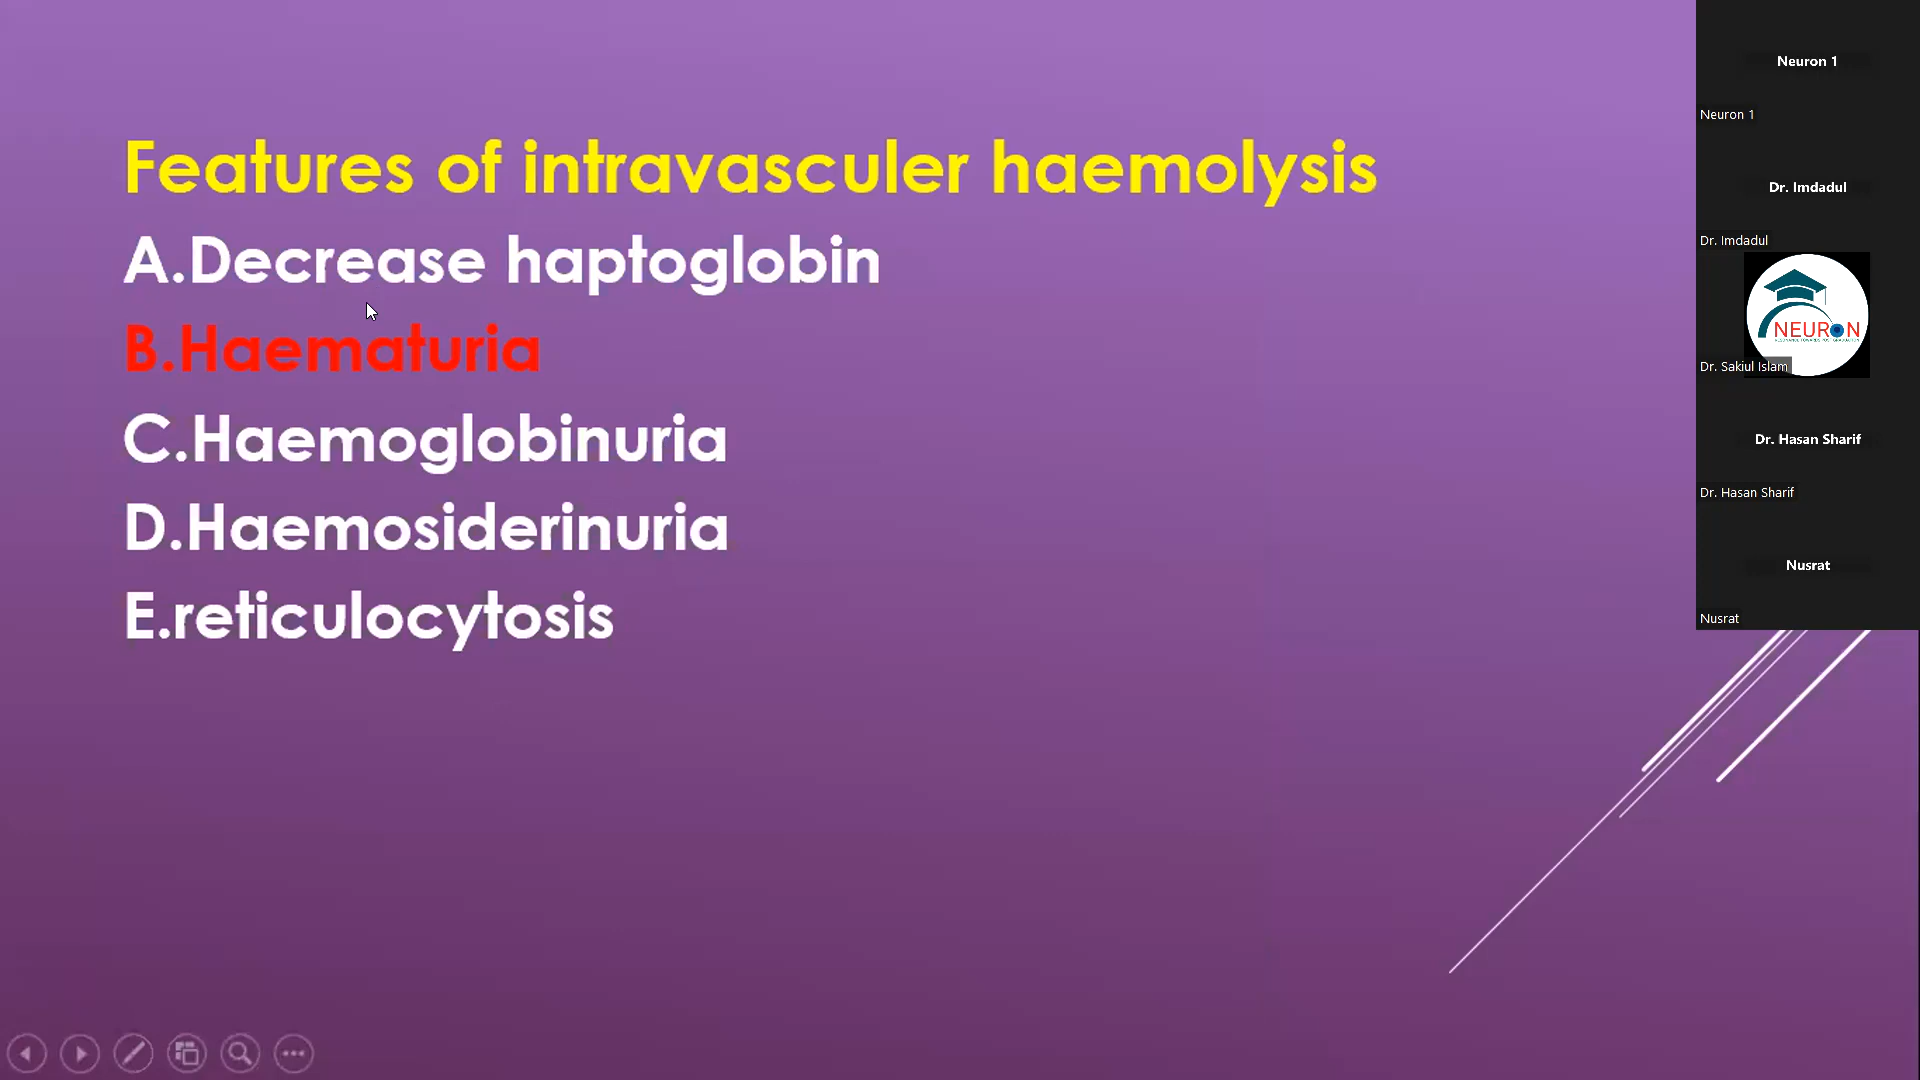 Features of intravasculer haemolysis
A.Decrease haptoglobin
B.Haematuria
C.Haemoglobinuria
D.Haemosiderinuria
E.reticulocytosis
Neuron 1
Neuron 1
Dr. Imdadul
Dr. Imdadul
NEURON
Dr. Sakiul Islam
Dr. Hasan Sharif
Dr. Hasan Sharif
Nusrat
Nusrat